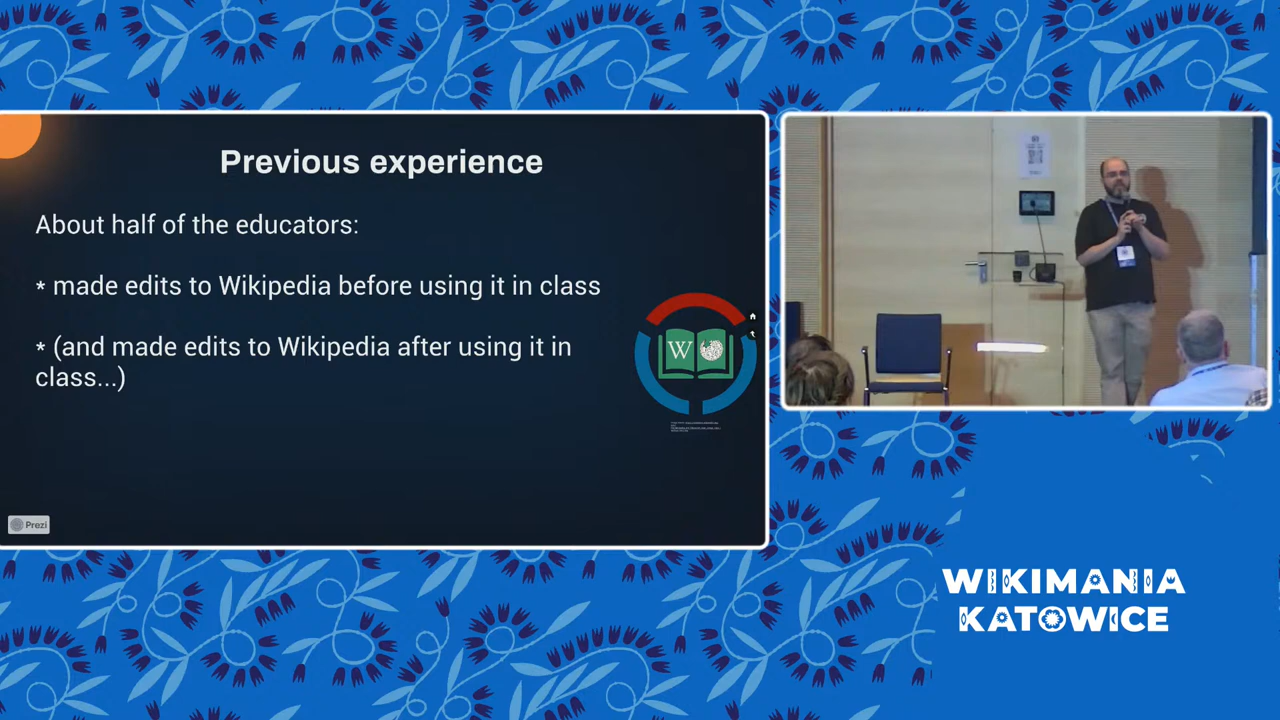 Previous experience
About half of the educators:
* made edits to Wikipedia before using it in class
* (and made edits to Wikipedia after using it in
class...)
W
Prezi
WIKIMANIA
KATOWICE